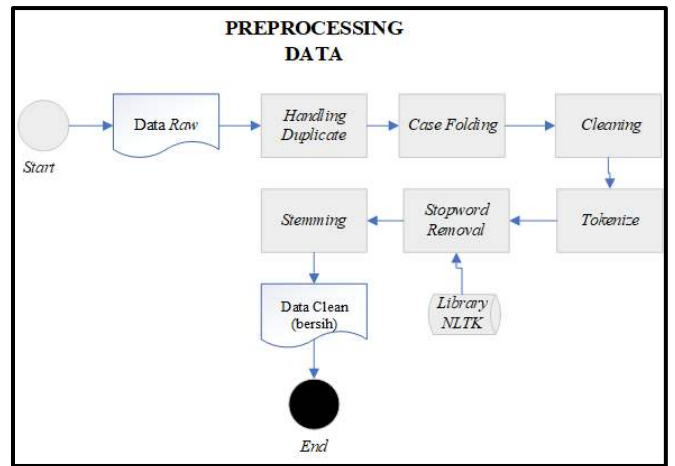 PREPROCESSING
DATA
Data Raw
Handling
Duplicate
Case Folding
Cleaning
Start
Stemming
Stopword
Removal
Tokenize
Data Clean
(bersih)
Library
NLTK
End